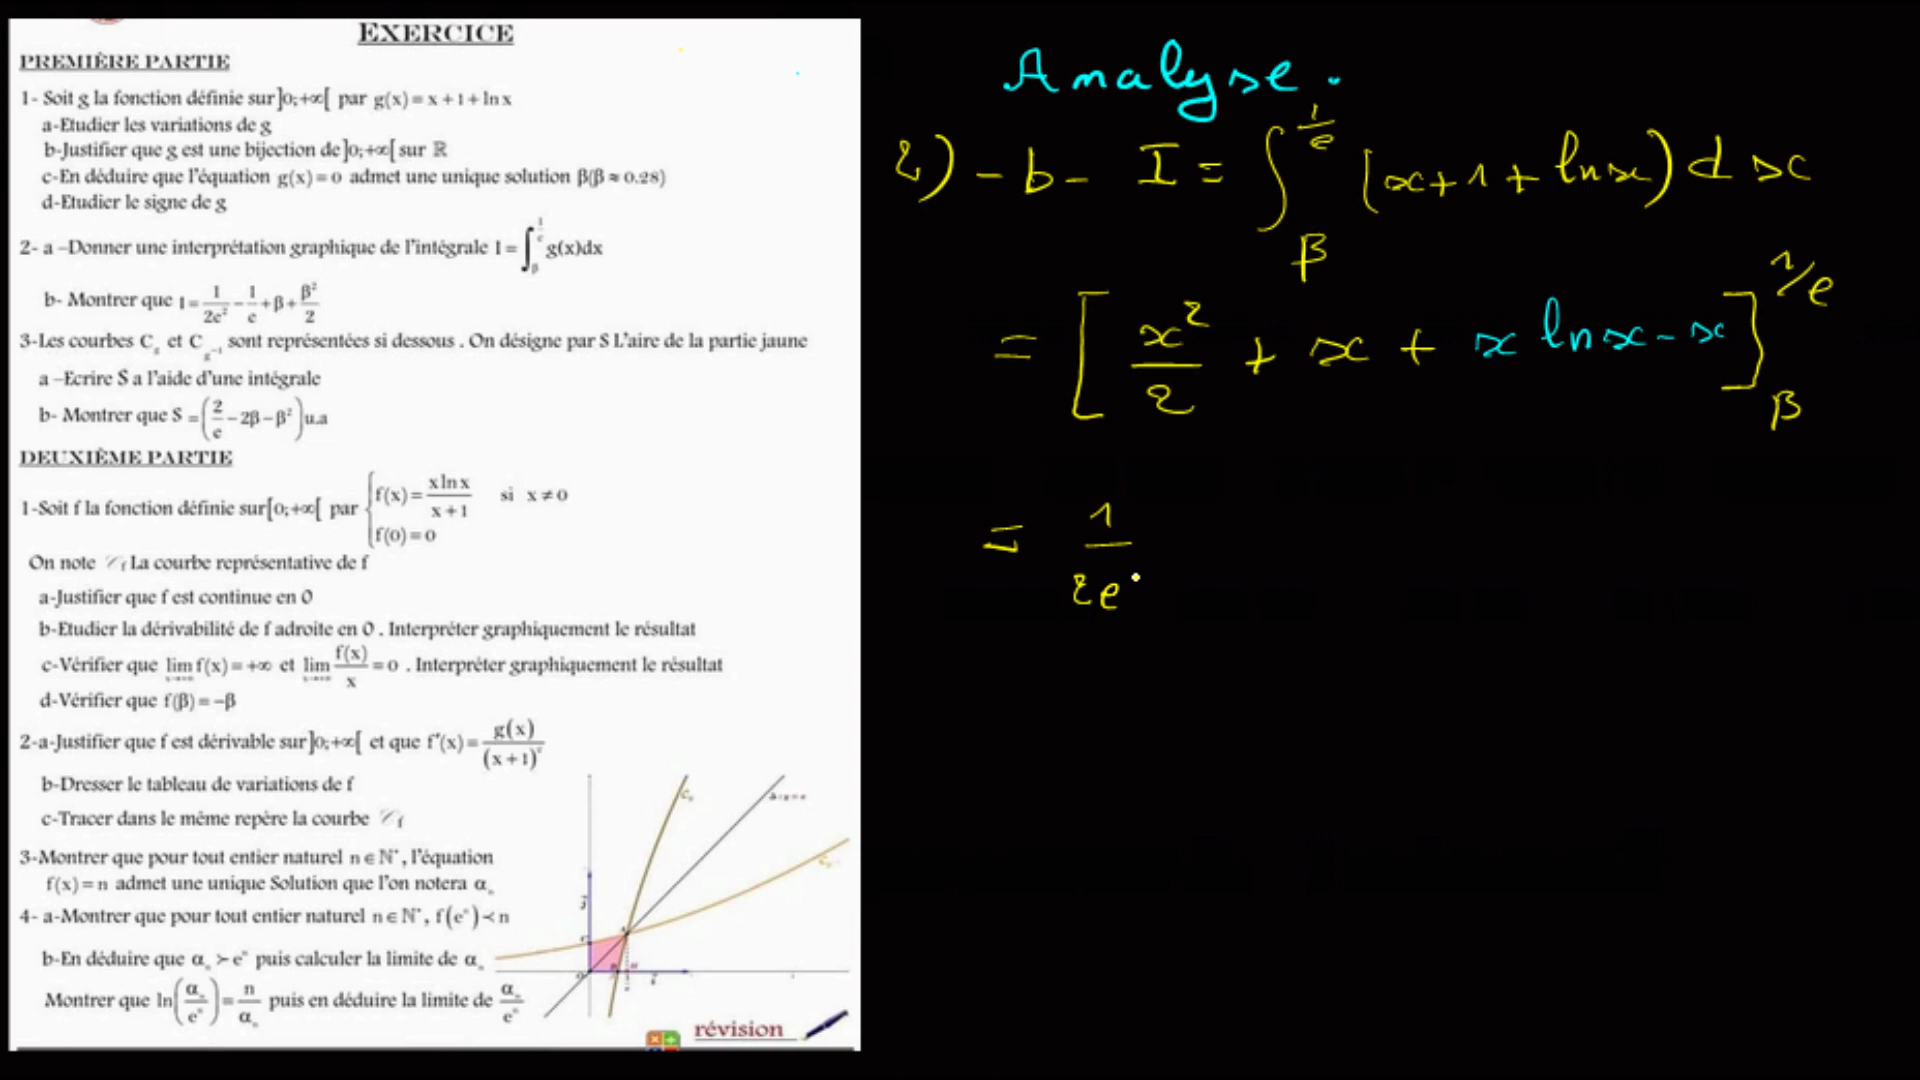 EXERCICE
PREMIÈRE PARTIE
1- Soit g la fonction définie sur ]0;+∞[ par g(x) = x + 1 + ln x
a-Etudier les variations de g
b-Justifier que g est une bijection de ]0;+∞[ sur ℝ
c-En déduire que l'équation g(x) = 0 admet une unique solution β(β ≈ 0.28)
d-Etudier le signe de g
2- a –Donner une interprétation graphique de l'intégrale I = ∫_β^{1/e} g(x)dx
b- Montrer que I = 1/2e² - 1/e + β + β²/2
3-Les courbes C_g et C_{g⁻¹} sont représentées si dessous . On désigne par S L'aire de la partie jaune
a –Ecrire S a l'aide d'une intégrale
b- Montrer que S = (2/e - 2β - β²) u.a
DEUXIÈME PARTIE
1-Soit f la fonction définie sur [0;+∞[ par { f(x) = x ln x / x + 1 si x ≠ 0
f(0) = 0
On note 𝒞f La courbe représentative de f
a-Justifier que f est continue en 0
b-Etudier la dérivabilité de f adroite en 0 . Interpréter graphiquement le résultat
c-Vérifier que lim f(x) = +∞ et lim f(x)/x = 0 . Interpréter graphiquement le résultat
d-Vérifier que f(β) = -β
2-a-Justifier que f est dérivable sur ]0;+∞[ et que f'(x) = g(x)/(x + 1)²
b-Dresser le tableau de variations de f
c-Tracer dans le même repère la courbe 𝒞f
3-Montrer que pour tout entier naturel n ∈ ℕ*, l'équation
f(x) = n admet une unique Solution que l'on notera αₙ
4- a-Montrer que pour tout entier naturel n ∈ ℕ*, f(eⁿ) ≺ n
b-En déduire que αₙ ≻ eⁿ puis calculer la limite de αₙ
Montrer que ln(αₙ/eⁿ) = n/αₙ puis en déduire la limite de αₙ/eⁿ
révision
Analyse .
2) - b - I = ∫_β^{1/e} (x + 1 + ln x) dx
= [ x²/2 + x + x ln x - x ]_β^{1/e}
= 1/2e